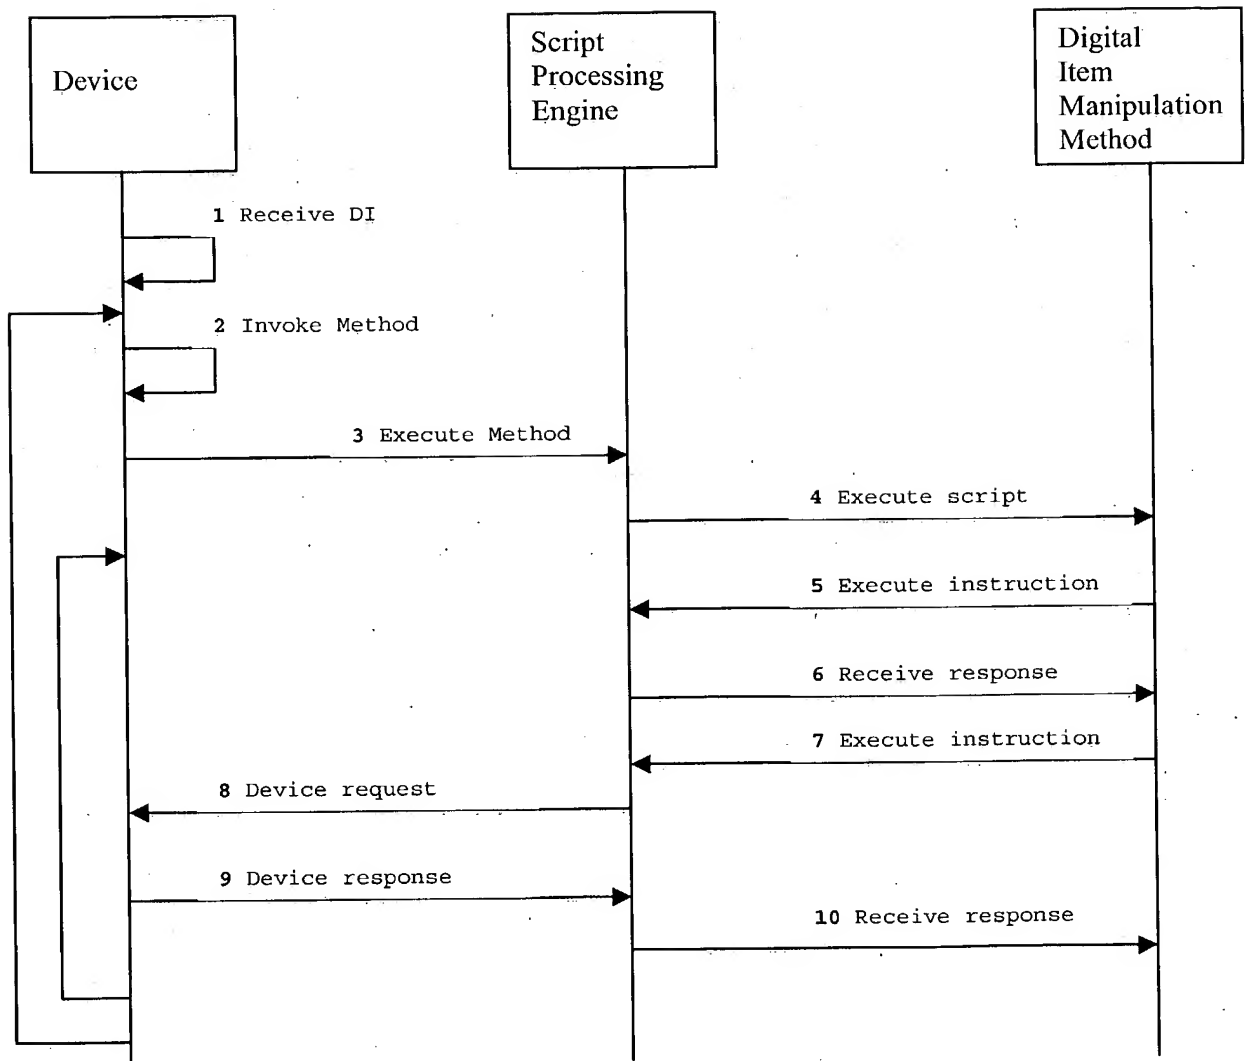 Device
Script
Processing
Engine
Digital
Item
Manipulation
Method
1 Receive DI
2 Invoke Method
3 Execute Method
4 Execute script
5 Execute instruction
6 Receive response
7 Execute instruction
8 Device request
9 Device response
10 Receive response